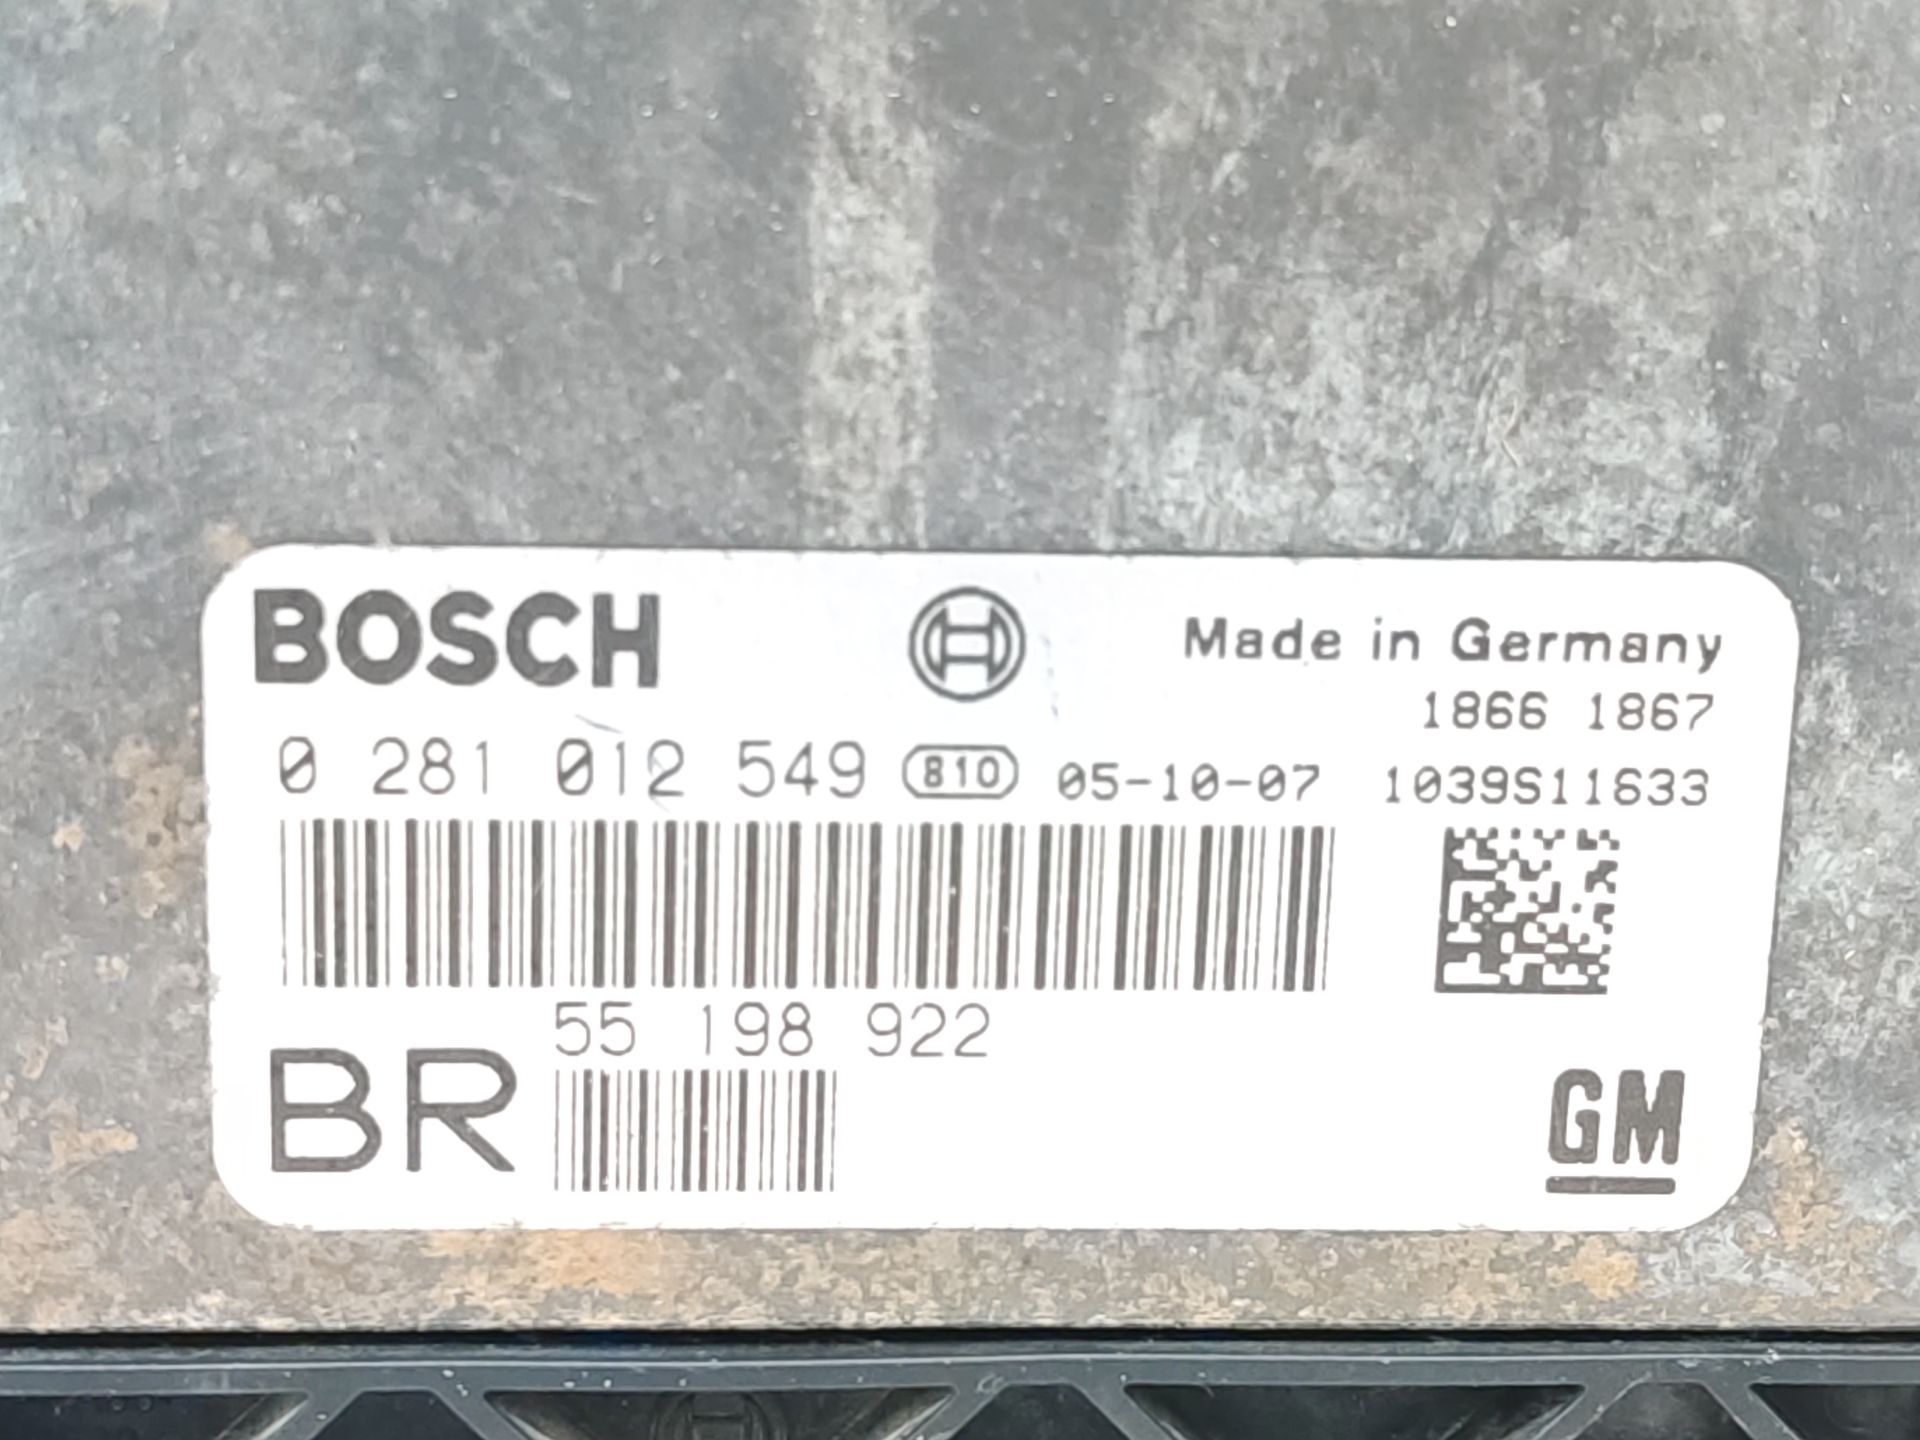 BOSCH
Made in Germany
1866 1867
0 281 012 549 810 05-10-07 1039S11633
55 198 922
BR
GM